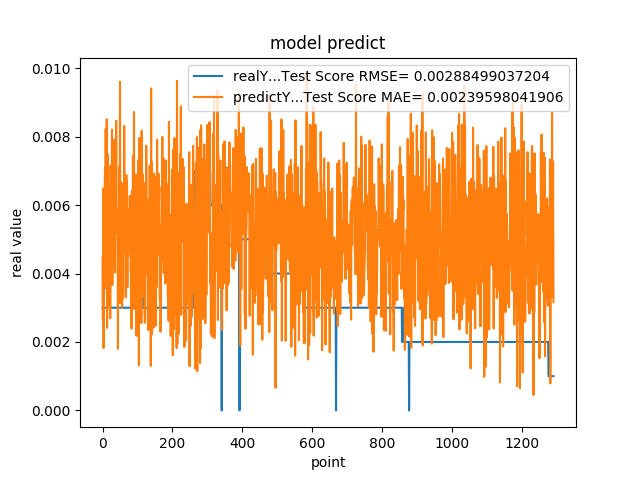 model predict
realY...Test Score RMSE= 0.00288499037204
predictY...Test Score MAE= 0.00239598041906
0.010
0.008
0.006
0.004
0.002
0.000
real value
0 200 400 600 800 1000 1200
point